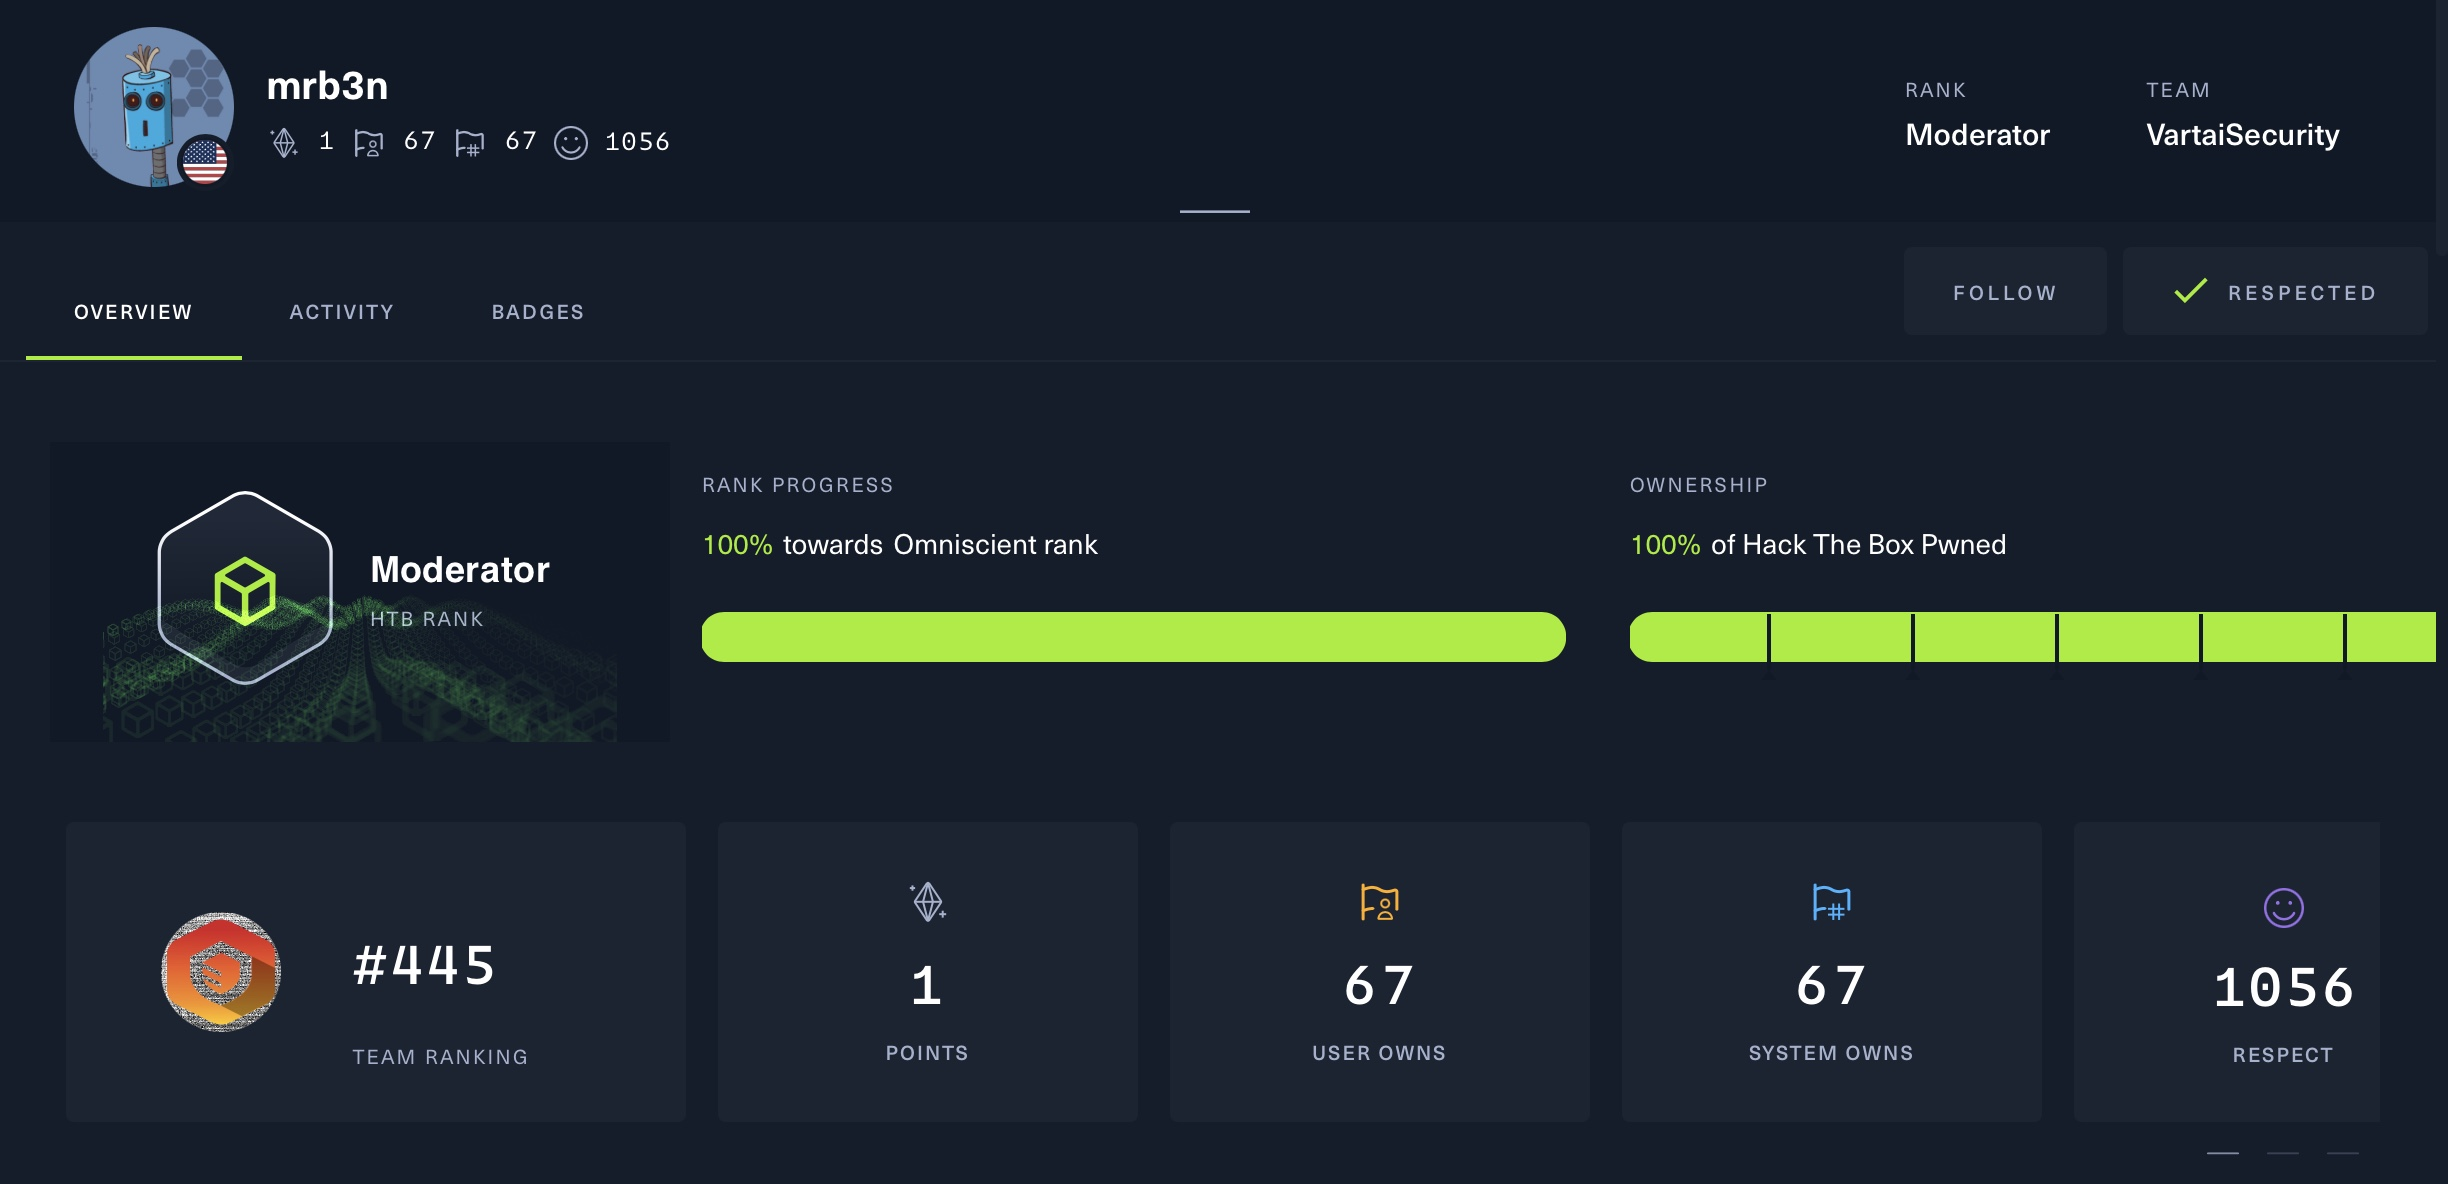 mrb3n
1 67 67 1056
RANK
Moderator
TEAM
VartaiSecurity
OVERVIEW ACTIVITY BADGES
FOLLOW
RESPECTED
Moderator
HTB RANK
RANK PROGRESS
100% towards Omniscient rank
OWNERSHIP
100% of Hack The Box Pwned
#445
TEAM RANKING
1
POINTS
67
USER OWNS
67
SYSTEM OWNS
1056
RESPECT